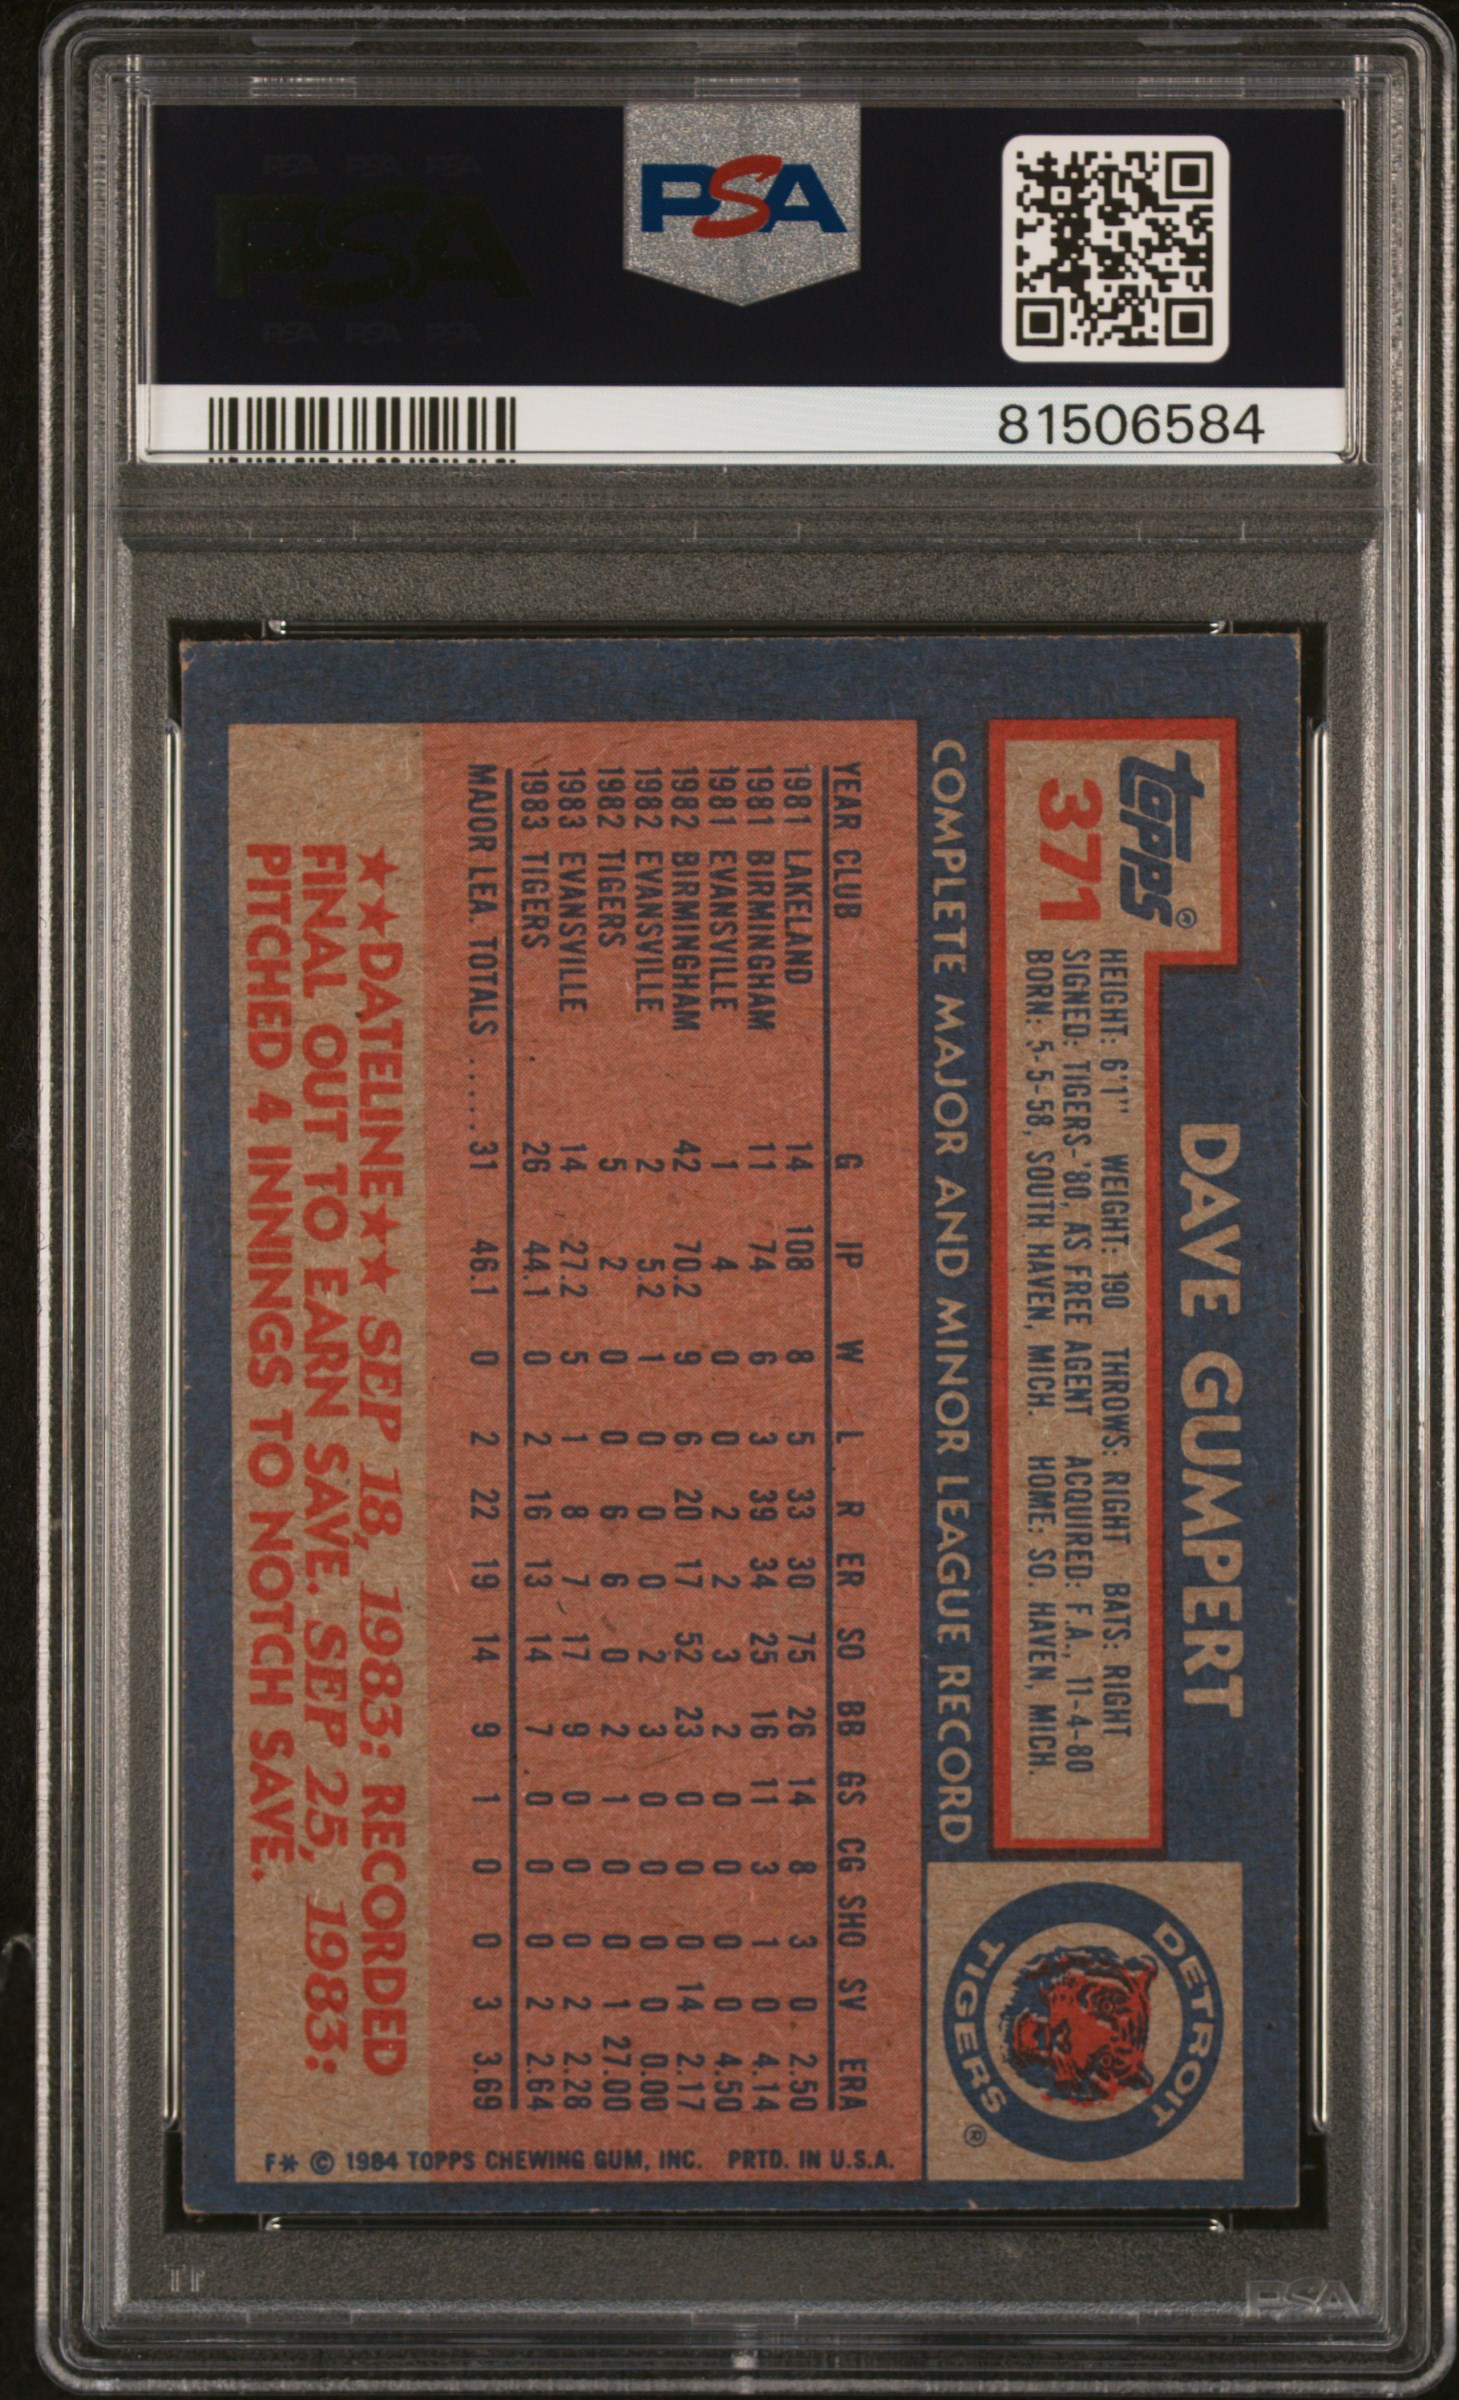 PSA PSA PSA
PSA
PSA PSA PSA
PSA
81506584
topps®
371
DAVE GUMPERT
HEIGHT: 6'1" WEIGHT: 190 THROWS: RIGHT BATS: RIGHT
SIGNED: TIGERS-'80, AS FREE AGENT ACQUIRED: F.A., 11-4-80
BORN: 5-5-58, SOUTH HAVEN, MICH. HOME: SO. HAVEN, MICH.
DETROIT
TIGERS
®
COMPLETE MAJOR AND MINOR LEAGUE RECORD
YEAR CLUB G IP W L R ER SO BB GS CG SHO SV ERA
1981 LAKELAND 14 108 8 5 33 30 75 26 14 8 3 0 2.50
1981 BIRMINGHAM 11 74 6 3 39 34 25 16 11 3 1 0 4.14
1981 EVANSVILLE 1 4 0 0 2 2 3 2 0 0 0 0 4.50
1982 BIRMINGHAM 42 70.2 9 6 20 17 52 23 0 0 0 14 2.17
1982 EVANSVILLE 2 5.2 1 0 0 0 2 3 0 0 0 0 0.00
1982 TIGERS 5 2 0 0 6 6 0 2 1 0 0 1 27.00
1983 EVANSVILLE 14 27.2 5 1 8 7 17 9 0 0 0 2 2.28
1983 TIGERS 26 44.1 0 2 16 13 14 7 0 0 0 2 2.64
MAJOR LEA. TOTALS ...... 31 46.1 0 2 22 19 14 9 1 0 0 3 3.69
★★DATELINE★★ SEP 18, 1983: RECORDED
FINAL OUT TO EARN SAVE. SEP 25, 1983:
PITCHED 4 INNINGS TO NOTCH SAVE.
F* © 1984 TOPPS CHEWING GUM, INC. PRTD. IN U.S.A.
PSA